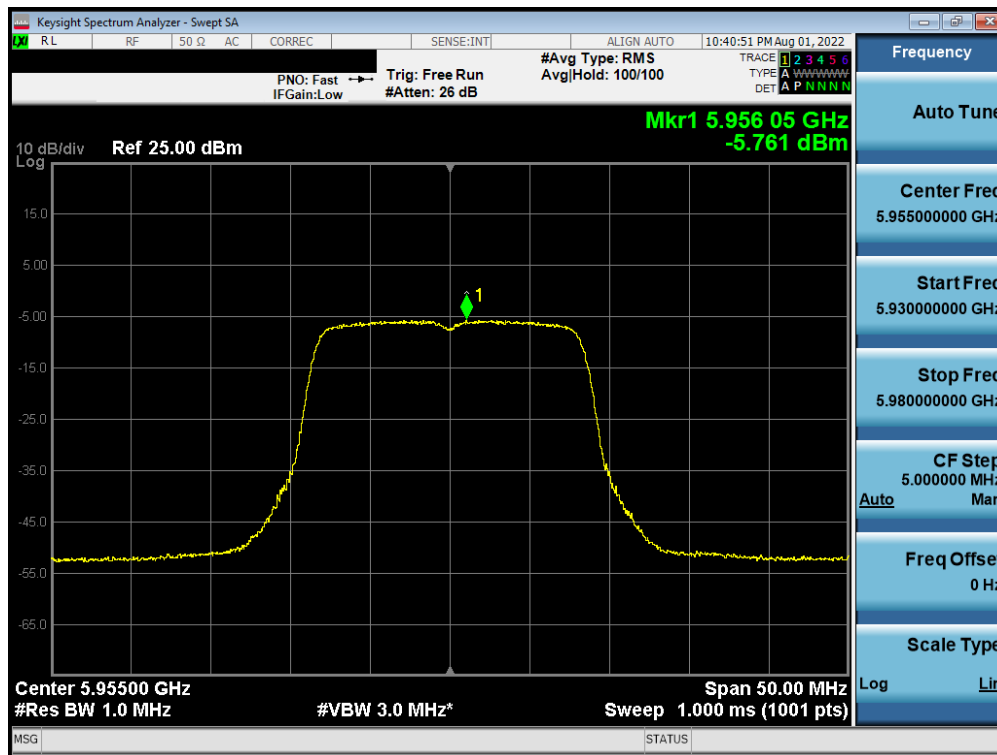 Keysight Spectrum Analyzer - Swept SA
LXI RL RF 50 Ω AC CORREC SENSE:INT ALIGN AUTO 10:40:51 PM Aug 01, 2022
PNO: Fast
IFGain:Low
Trig: Free Run
#Atten: 26 dB
#Avg Type: RMS
Avg|Hold: 100/100
TRACE 1 2 3 4 5 6
TYPE A W W W W W
DET A P N N N N
Mkr1 5.956 05 GHz
-5.761 dBm
10 dB/div
Log
Ref 25.00 dBm
15.0
5.00
-5.00
-15.0
-25.0
-35.0
-45.0
-55.0
-65.0
1
Center 5.95500 GHz
#Res BW 1.0 MHz
#VBW 3.0 MHz*
Span 50.00 MHz
Sweep 1.000 ms (1001 pts)
MSG STATUS
Frequency
Auto Tune
Center Freq
5.955000000 GHz
Start Freq
5.930000000 GHz
Stop Freq
5.980000000 GHz
CF Step
5.000000 MHz
Auto Man
Freq Offset
0 Hz
Scale Type
Log Lin